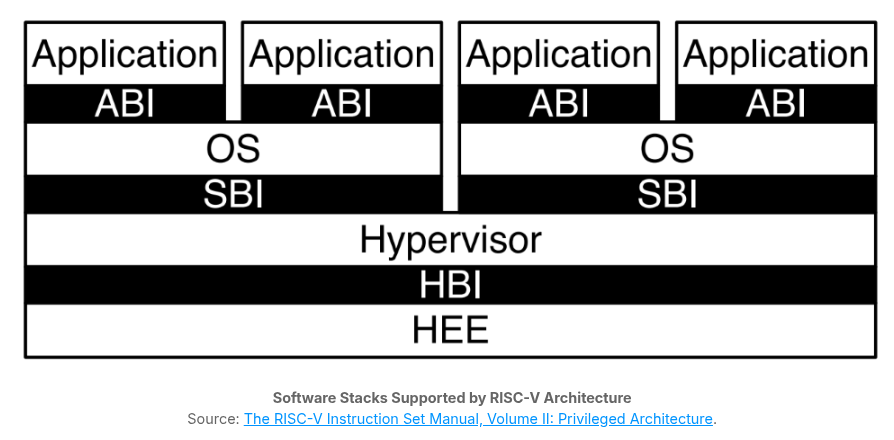 Application Application Application Application
ABI ABI ABI ABI
OS OS
SBI SBI
Hypervisor
HBI
HEE
Software Stacks Supported by RISC-V Architecture
Source: The RISC-V Instruction Set Manual, Volume II: Privileged Architecture.